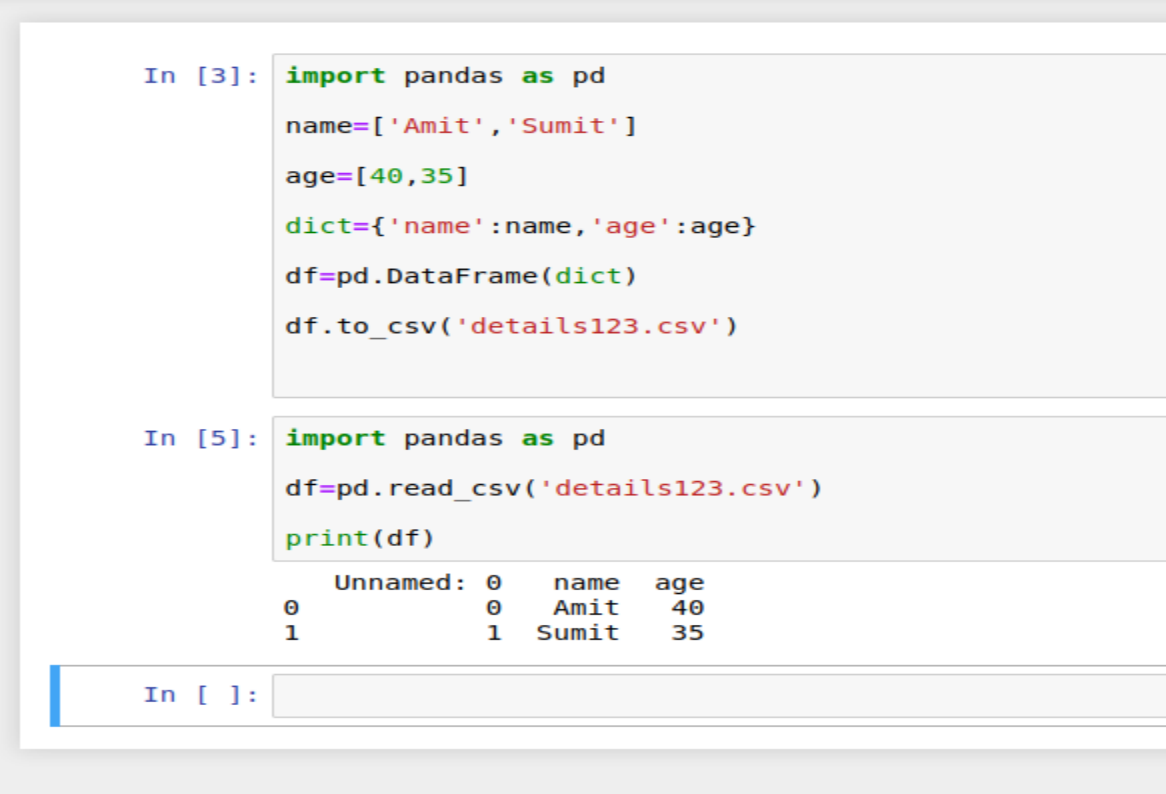 In [3]: import pandas as pd
name=['Amit','Sumit']
age=[40,35]
dict={'name':name,'age':age}
df=pd.DataFrame(dict)
df.to_csv('details123.csv')
In [5]: import pandas as pd
df=pd.read_csv('details123.csv')
print(df)
Unnamed: 0 name age
0 0 Amit 40
1 1 Sumit 35
In [ ]: